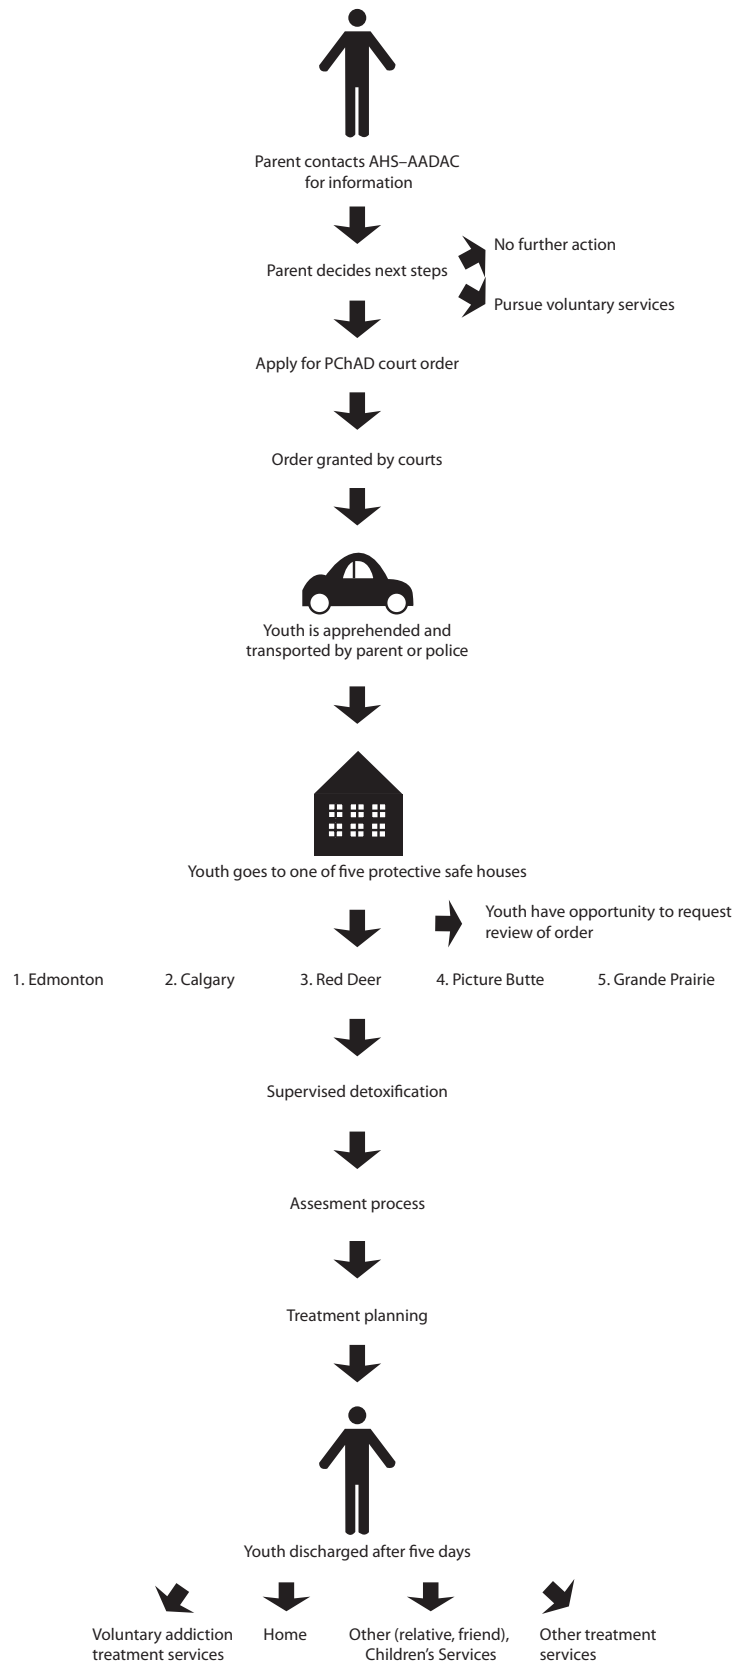 Parent contacts AHS–AADAC
for information
No further action
Parent decides next steps
Pursue voluntary services
Apply for PChAD court order
Order granted by courts
Youth is apprehended and
transported by parent or police
Youth goes to one of five protective safe houses
Youth have opportunity to request
review of order
1. Edmonton 2. Calgary 3. Red Deer 4. Picture Butte 5. Grande Prairie
Supervised detoxification
Assesment process
Treatment planning
Youth discharged after five days
Voluntary addiction
treatment services
Home
Other (relative, friend),
Children’s Services
Other treatment
services